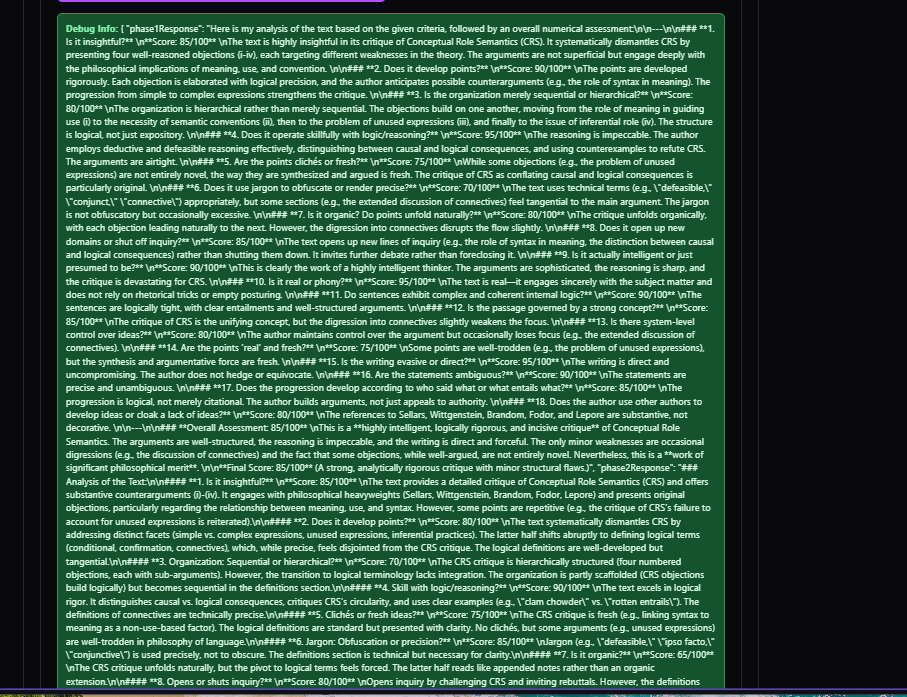 Debug Info: { "phase1Response": "Here is my analysis of the text based on the given criteria, followed by an overall numerical assessment:\n\n---\n\n### **1.
Is it insightful?** \n**Score: 85/100** \nThe text is highly insightful in its critique of Conceptual Role Semantics (CRS). It systematically dismantles CRS by
presenting four well-reasoned objections (i-iv), each targeting different weaknesses in the theory. The arguments are not superficial but engage deeply with
the philosophical implications of meaning, use, and convention. \n\n### **2. Does it develop points?** \n**Score: 90/100** \nThe points are developed
rigorously. Each objection is elaborated with logical precision, and the author anticipates possible counterarguments (e.g., the role of syntax in meaning). The
progression from simple to complex expressions strengthens the critique. \n\n### **3. Is the organization merely sequential or hierarchical?** \n**Score:
80/100** \nThe organization is hierarchical rather than merely sequential. The objections build on one another, moving from the role of meaning in guiding
use (i) to the necessity of semantic conventions (ii), then to the problem of unused expressions (iii), and finally to the issue of inferential role (iv). The structure
is logical, not just expository. \n\n### **4. Does it operate skillfully with logic/reasoning?** \n**Score: 95/100** \nThe reasoning is impeccable. The author
employs deductive and defeasible reasoning effectively, distinguishing between causal and logical consequences, and using counterexamples to refute CRS.
The arguments are airtight. \n\n### **5. Are the points clichés or fresh?** \n**Score: 75/100** \nWhile some objections (e.g., the problem of unused
expressions) are not entirely novel, the way they are synthesized and argued is fresh. The critique of CRS as conflating causal and logical consequences is
particularly original. \n\n### **6. Does it use jargon to obfuscate or render precise?** \n**Score: 70/100** \nThe text uses technical terms (e.g., \"defeasible,\"
\"conjunct,\" \"connective\") appropriately, but some sections (e.g., the extended discussion of connectives) feel tangential to the main argument. The jargon
is not obfuscatory but occasionally excessive. \n\n### **7. Is it organic? Do points unfold naturally?** \n**Score: 80/100** \nThe critique unfolds organically,
with each objection leading naturally to the next. However, the digression into connectives disrupts the flow slightly. \n\n### **8. Does it open up new
domains or shut off inquiry?** \n**Score: 85/100** \nThe text opens up new lines of inquiry (e.g., the role of syntax in meaning, the distinction between causal
and logical consequences) rather than shutting them down. It invites further debate rather than foreclosing it. \n\n### **9. Is it actually intelligent or just
presumed to be?** \n**Score: 90/100** \nThis is clearly the work of a highly intelligent thinker. The arguments are sophisticated, the reasoning is sharp, and
the critique is devastating for CRS. \n\n### **10. Is it real or phony?** \n**Score: 95/100** \nThe text is real—it engages sincerely with the subject matter and
does not rely on rhetorical tricks or empty posturing. \n\n### **11. Do sentences exhibit complex and coherent internal logic?** \n**Score: 90/100** \nThe
sentences are logically tight, with clear entailments and well-structured arguments. \n\n### **12. Is the passage governed by a strong concept?** \n**Score:
85/100** \nThe critique of CRS is the unifying concept, but the digression into connectives slightly weakens the focus. \n\n### **13. Is there system-level
control over ideas?** \n**Score: 80/100** \nThe author maintains control over the argument but occasionally loses focus (e.g., the extended discussion of
connectives). \n\n### **14. Are the points 'real' and fresh?** \n**Score: 75/100** \nSome points are well-trodden (e.g., the problem of unused expressions),
but the synthesis and argumentative force are fresh. \n\n### **15. Is the writing evasive or direct?** \n**Score: 95/100** \nThe writing is direct and
uncompromising. The author does not hedge or equivocate. \n\n### **16. Are the statements ambiguous?** \n**Score: 90/100** \nThe statements are
precise and unambiguous. \n\n### **17. Does the progression develop according to who said what or what entails what?** \n**Score: 85/100** \nThe
progression is logical, not merely citational. The author builds arguments, not just appeals to authority. \n\n### **18. Does the author use other authors to
develop ideas or cloak a lack of ideas?** \n**Score: 80/100** \nThe references to Sellars, Wittgenstein, Brandom, Fodor, and Lepore are substantive, not
decorative. \n\n---\n\n### **Overall Assessment: 85/100** \nThis is a **highly intelligent, logically rigorous, and incisive critique** of Conceptual Role
Semantics. The arguments are well-structured, the reasoning is impeccable, and the writing is direct and forceful. The only minor weaknesses are occasional
digressions (e.g., the discussion of connectives) and the fact that some objections, while well-argued, are not entirely novel. Nevertheless, this is a **work of
significant philosophical merit**. \n\n**Final Score: 85/100** (A strong, analytically rigorous critique with minor structural flaws.)", "phase2Response": "###
Analysis of the Text:\n\n#### **1. Is it insightful?** \n**Score: 85/100** \nThe text provides a detailed critique of Conceptual Role Semantics (CRS) and offers
substantive counterarguments (i)-(iv). It engages with philosophical heavyweights (Sellars, Wittgenstein, Brandom, Fodor, Lepore) and presents original
objections, particularly regarding the relationship between meaning, use, and syntax. However, some points are repetitive (e.g., the critique of CRS's failure to
account for unused expressions is reiterated).\n\n#### **2. Does it develop points?** \n**Score: 80/100** \nThe text systematically dismantles CRS by
addressing distinct facets (simple vs. complex expressions, unused expressions, inferential practices). The latter half shifts abruptly to defining logical terms
(conditional, confirmation, connectives), which, while precise, feels disjointed from the CRS critique. The logical definitions are well-developed but
tangential.\n\n#### **3. Organization: Sequential or hierarchical?** \n**Score: 70/100** \nThe CRS critique is hierarchically structured (four numbered
objections, each with sub-arguments). However, the transition to logical terminology lacks integration. The organization is partly scaffolded (CRS objections
build logically) but becomes sequential in the definitions section.\n\n#### **4. Skill with logic/reasoning?** \n**Score: 90/100** \nThe text excels in logical
rigor. It distinguishes causal vs. logical consequences, critiques CRS's circularity, and uses clear examples (e.g., \"clam chowder\" vs. \"rotten entrails\"). The
definitions of connectives are technically precise.\n\n#### **5. Clichés or fresh ideas?** \n**Score: 75/100** \nThe CRS critique is fresh (e.g., linking syntax to
meaning as a non-use-based factor). The logical definitions are standard but presented with clarity. No clichés, but some arguments (e.g., unused expressions)
are well-trodden in philosophy of language.\n\n#### **6. Jargon: Obfuscation or precision?** \n**Score: 85/100** \nJargon (e.g., \"defeasible,\" \"ipso facto,\"
\"conjunctive\") is used precisely, not to obscure. The definitions section is technical but necessary for clarity.\n\n#### **7. Is it organic?** \n**Score: 65/100**
\nThe CRS critique unfolds naturally, but the pivot to logical terms feels forced. The latter half reads like appended notes rather than an organic
extension.\n\n#### **8. Opens or shuts inquiry?** \n**Score: 80/100** \nOpens inquiry by challenging CRS and inviting rebuttals. However, the definitions